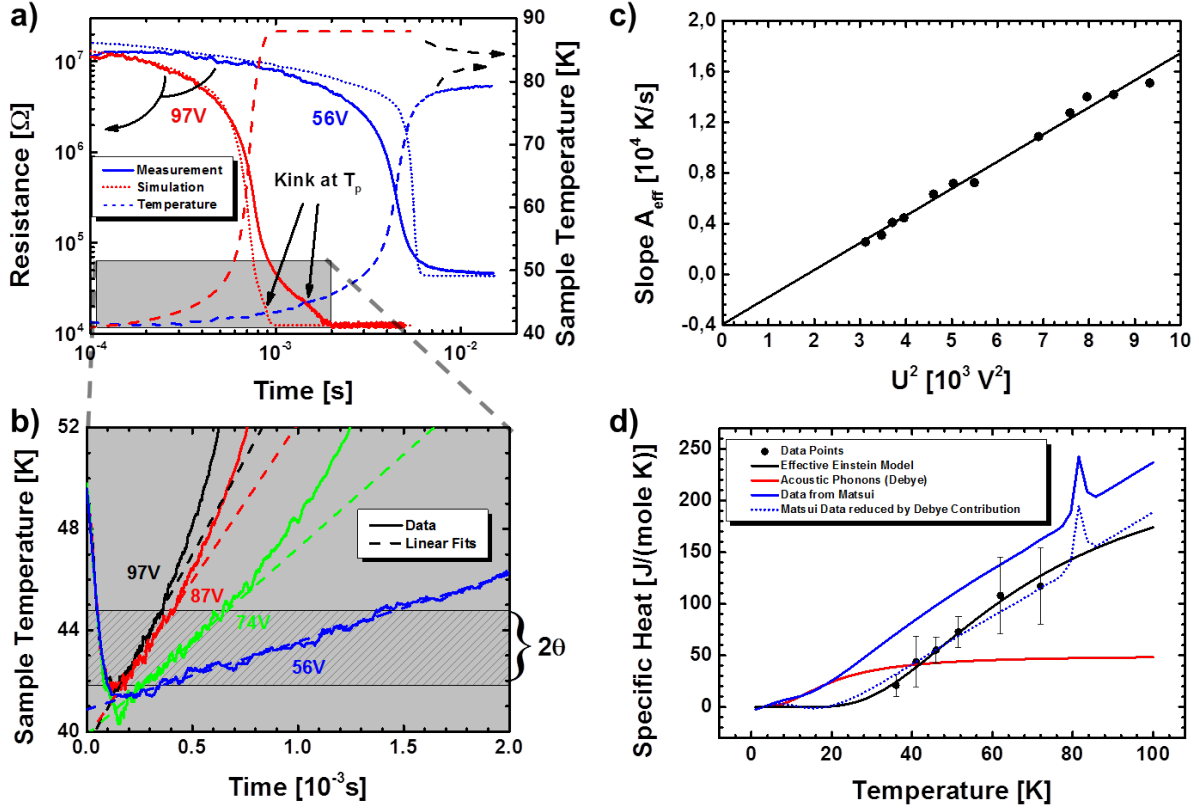 a)
Resistance [Ω]
10⁷
10⁶
10⁵
10⁴
97V
56V
Measurement
Simulation
Temperature
Kink at Tₚ
90
85
80
75
70
65
60
55
50
45
40
Sample Temperature [K]
10⁻⁴
10⁻³
10⁻²
Time [s]
c)
Slope A_eff [10⁴ K/s]
2,0
1,6
1,2
0,8
0,4
0,0
-0,4
0 1 2 3 4 5 6 7 8 9 10
U² [10³ V²]
b)
Sample Temperature [K]
52
48
44
40
97V
87V
74V
56V
Data
Linear Fits
2θ
0.0 0.5 1.0 1.5 2.0
Time [10⁻³s]
d)
Specific Heat [J/(mole K)]
250
200
150
100
50
0
Data Points
Effective Einstein Model
Acoustic Phonons (Debye)
Data from Matsui
Matsui Data reduced by Debye Contribution
0 20 40 60 80 100
Temperature [K]